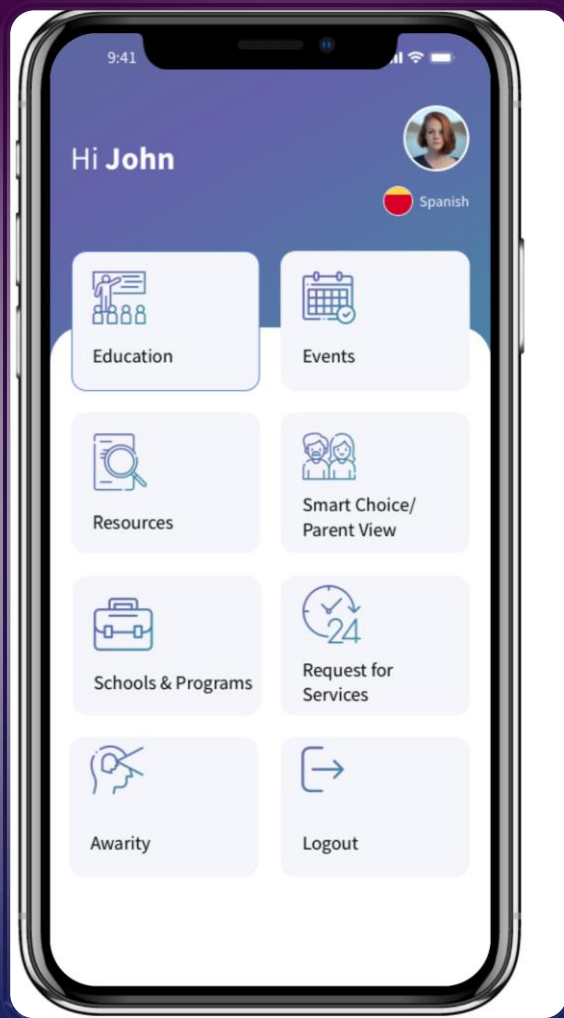 9:41
Hi John
Spanish
Education
Events
Resources
Smart Choice/
Parent View
Schools & Programs
24
Request for
Services
Awarity
Logout